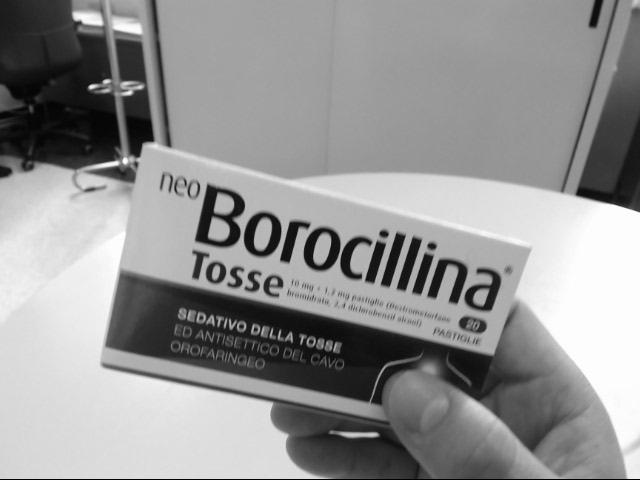 neo Borocillina®
Tosse
10 mg + 1,2 mg pastiglie (Destrometorfano
bromidrato, 2,4 diclorobenzil alcool)
20
PASTIGLIE
SEDATIVO DELLA TOSSE
ED ANTISETTICO DEL CAVO
OROFARINGEO